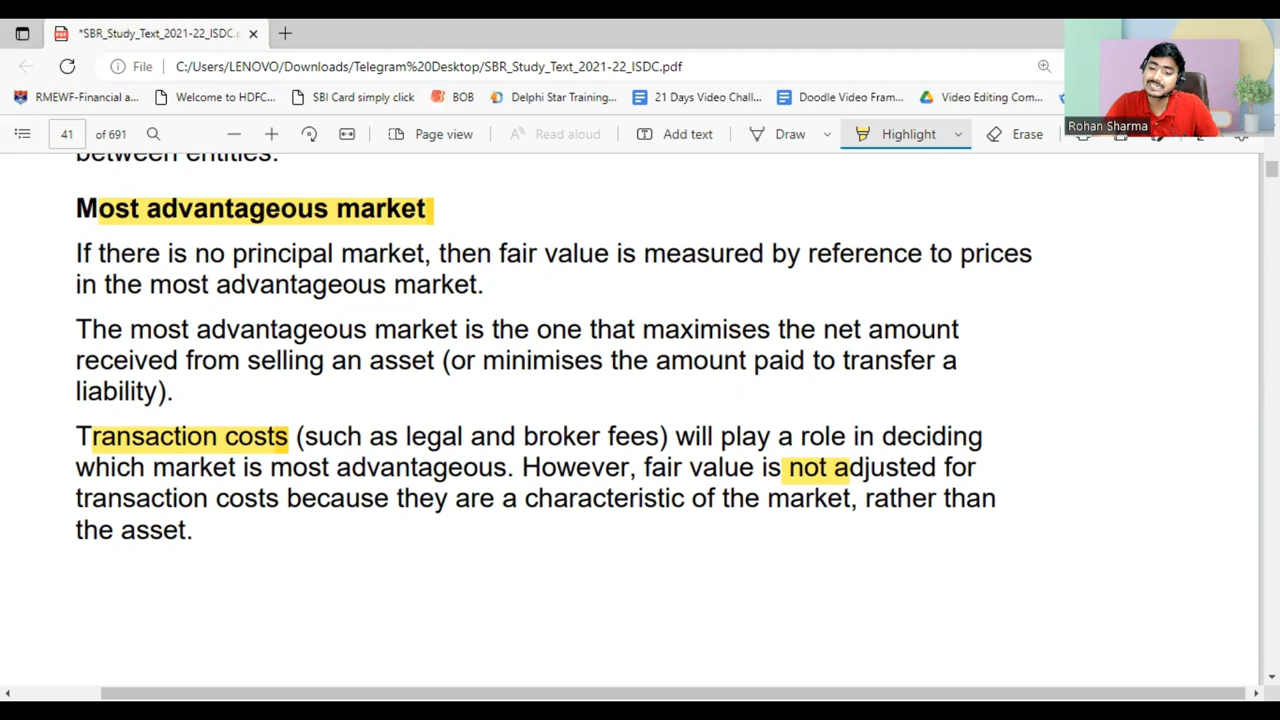 *SBR_Study_Text_2021-22_ISDC.p
File C:/Users/LENOVO/Downloads/Telegram%20Desktop/SBR_Study_Text_2021-22_ISDC.pdf
RMEWF-Financial a... Welcome to HDFC... SBI Card simply click BOB Delphi Star Training... 21 Days Video Chall... Doodle Video Fram... Video Editing Com...
41 of 691 Page view Read aloud Add text Draw Highlight Erase
Rohan Sharma
between entities.
Most advantageous market
If there is no principal market, then fair value is measured by reference to prices
in the most advantageous market.
The most advantageous market is the one that maximises the net amount
received from selling an asset (or minimises the amount paid to transfer a
liability).
Transaction costs (such as legal and broker fees) will play a role in deciding
which market is most advantageous. However, fair value is not adjusted for
transaction costs because they are a characteristic of the market, rather than
the asset.